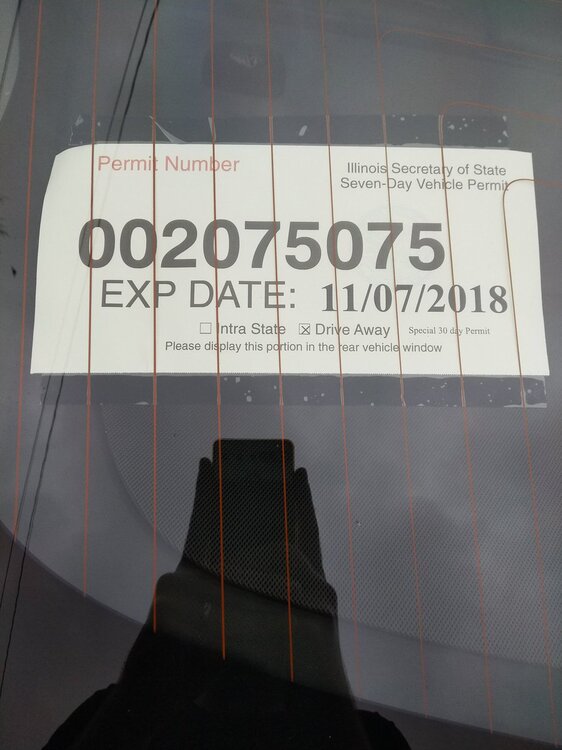 Permit Number
Illinois Secretary of State
Seven-Day Vehicle Permit
002075075
EXP DATE: 11/07/2018
☐ Intra State ☒ Drive Away Special 30 day Permit
Please display this portion in the rear vehicle window